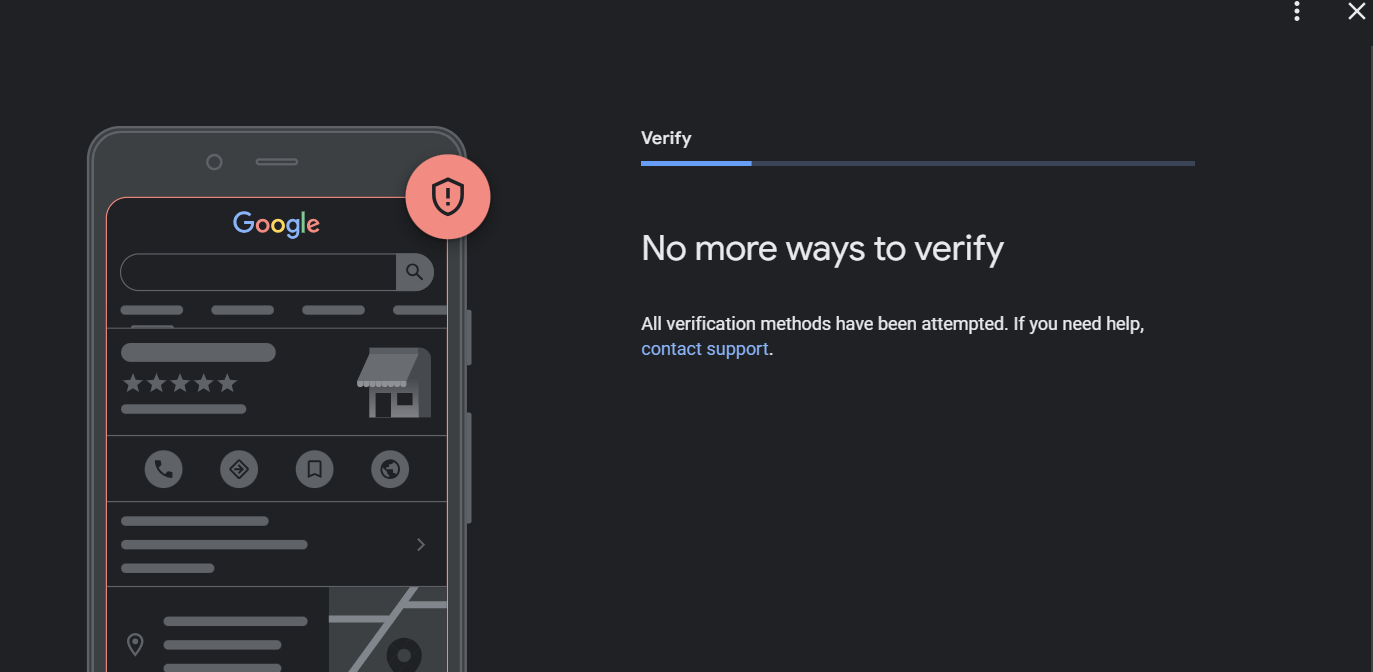 Verify
Google
No more ways to verify
All verification methods have been attempted. If you need help,
contact support.